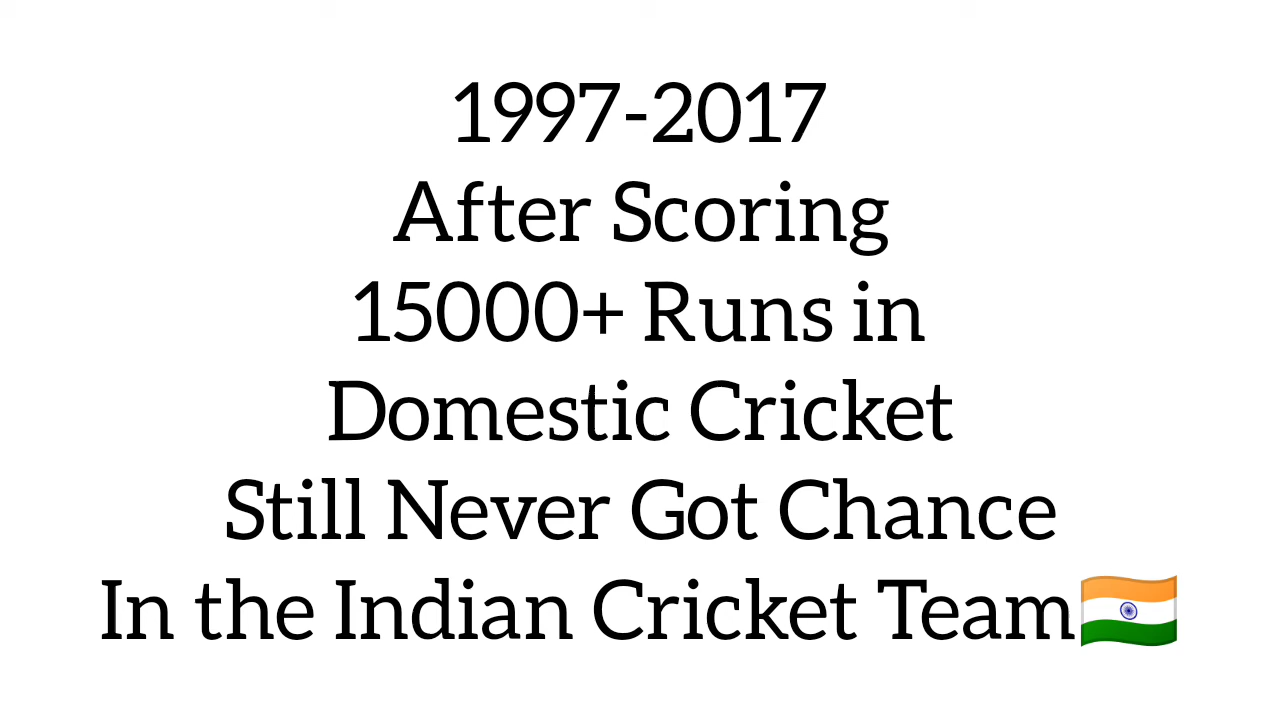 1997-2017
After Scoring
15000+ Runs in
Domestic Cricket
Still Never Got Chance
In the Indian Cricket Team🇮🇳